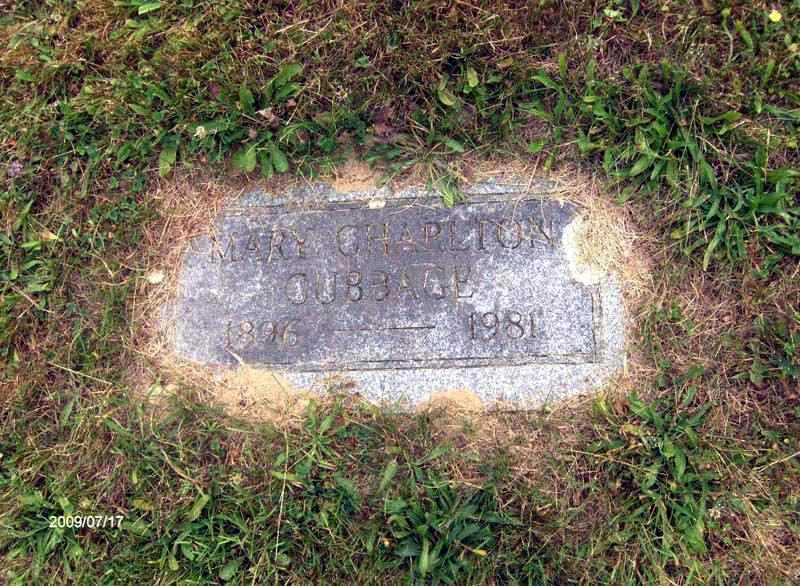 MARY CHARLTON
CUBBAGE
1896 — 1981
2009/07/17